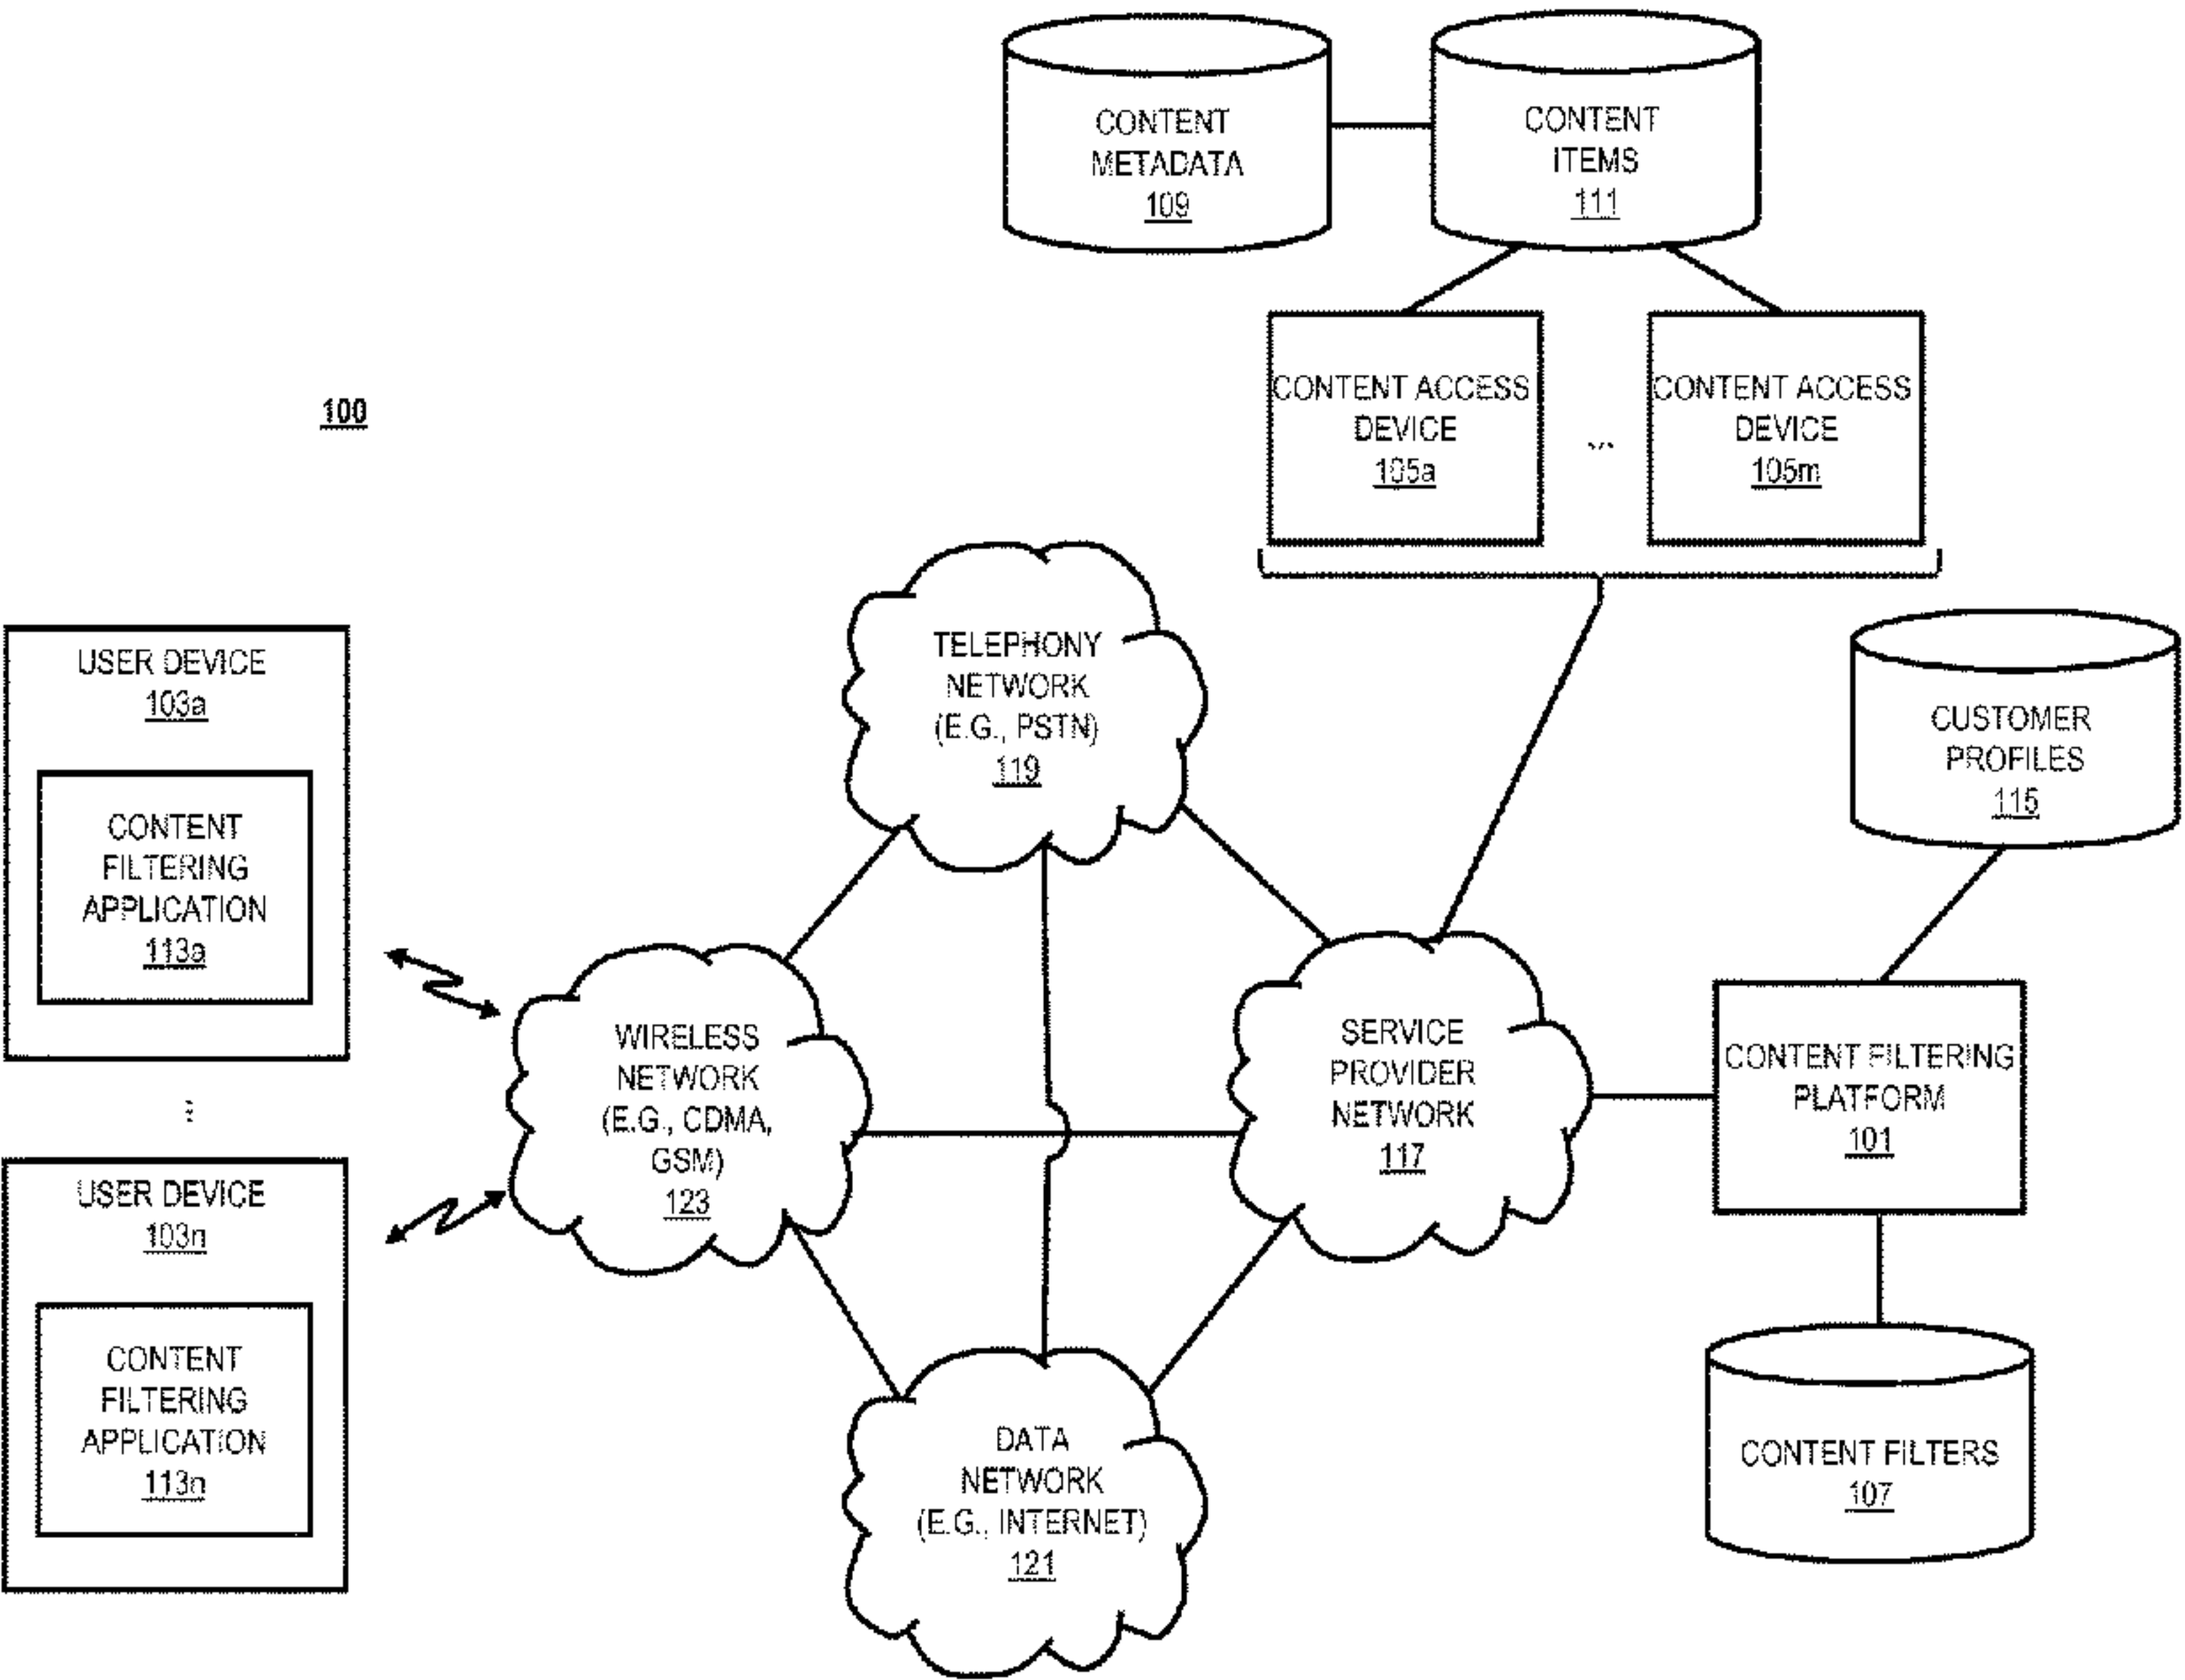 CONTENT
METADATA
109
CONTENT
ITEMS
111
CONTENT ACCESS
DEVICE
105a
...
CONTENT ACCESS
DEVICE
105m
100
TELEPHONY
NETWORK
(E.G., PSTN)
119
USER DEVICE
103a
CONTENT
FILTERING
APPLICATION
113a
CUSTOMER
PROFILES
115
WIRELESS
NETWORK
(E.G., CDMA,
GSM)
123
SERVICE
PROVIDER
NETWORK
117
CONTENT FILTERING
PLATFORM
101
...
USER DEVICE
103n
CONTENT
FILTERING
APPLICATION
113n
DATA
NETWORK
(E.G., INTERNET)
121
CONTENT FILTERS
107